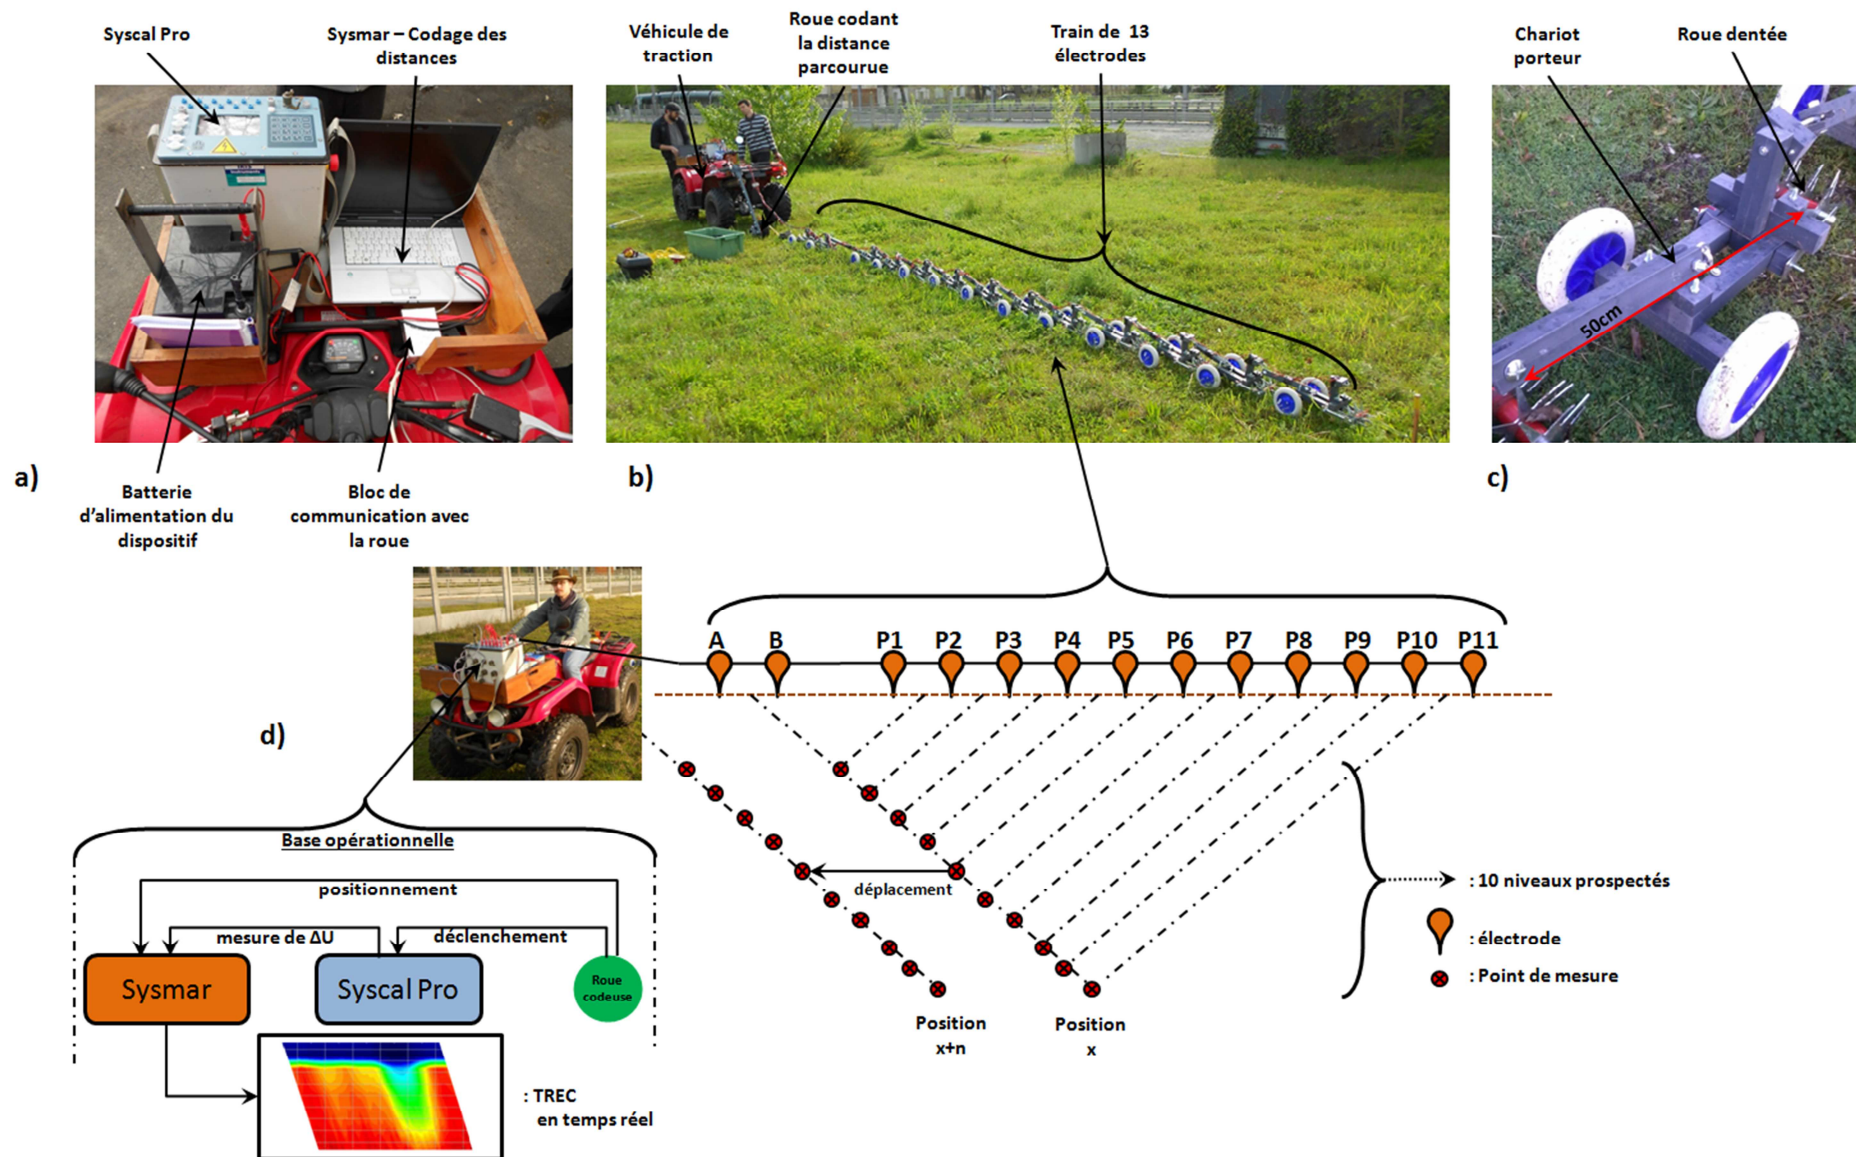 Syscal Pro
Sysmar – Codage des
distances
Véhicule de
traction
Roue codant
la distance
parcourue
Train de 13
électrodes
Chariot
porteur
Roue dentée
50cm
a)
b)
c)
Batterie
d'alimentation du
dispositif
Bloc de
communication avec
la roue
A
B
P1
P2
P3
P4
P5
P6
P7
P8
P9
P10
P11
d)
Base opérationnelle
positionnement
mesure de ΔU
déclenchement
Sysmar
Syscal Pro
Roue
codeuse
déplacement
: 10 niveaux prospectés
: électrode
: Point de mesure
Position
x+n
Position
x
: TREC
en temps réel